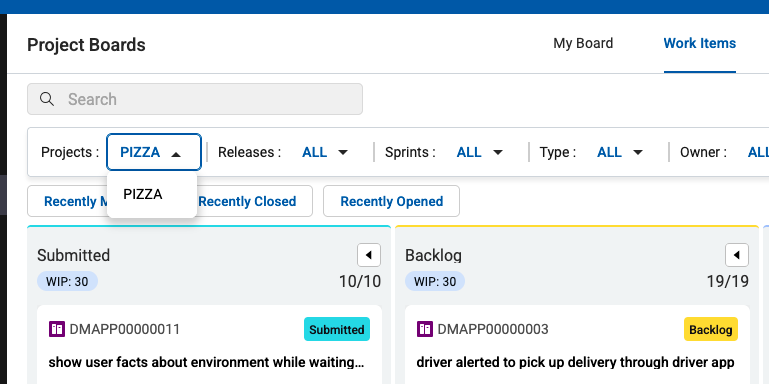 Project Boards
My Board
Work Items
Search
Projects :
PIZZA
Releases :
ALL
Sprints :
ALL
Type :
ALL
Owner :
ALL
PIZZA
Recently
Recently Closed
Recently Opened
Submitted
WIP: 30
10/10
Backlog
WIP: 30
19/19
DMAPP00000011
Submitted
show user facts about environment while waiting...
DMAPP00000003
Backlog
driver alerted to pick up delivery through driver app